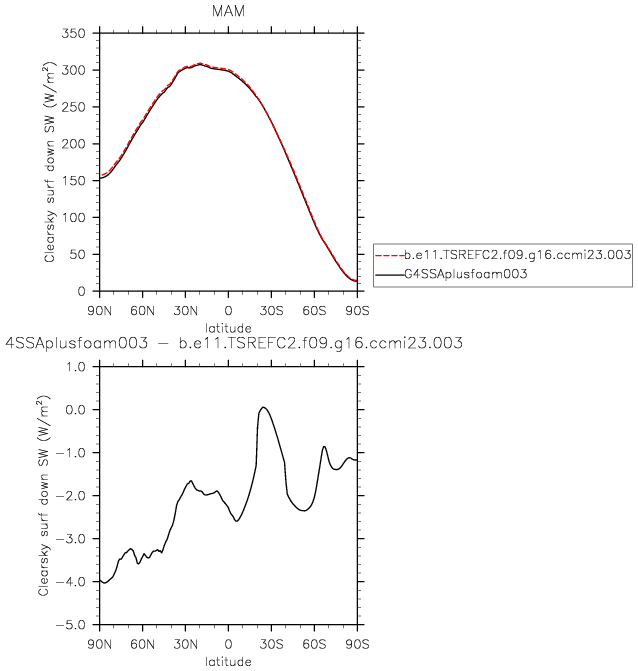 MAM
Clearsky surf down SW (W/m²)
350
300
250
200
150
100
50
0
90N 60N 30N 0 30S 60S 90S
latitude
b.e11.TSREFC2.f09.g16.ccmi23.003
G4SSAplusfoam003
4SSAplusfoam003 – b.e11.TSREFC2.f09.g16.ccmi23.003
Clearsky surf down SW (W/m²)
1.0
0.0
−1.0
−2.0
−3.0
−4.0
−5.0
90N 60N 30N 0 30S 60S 90S
latitude